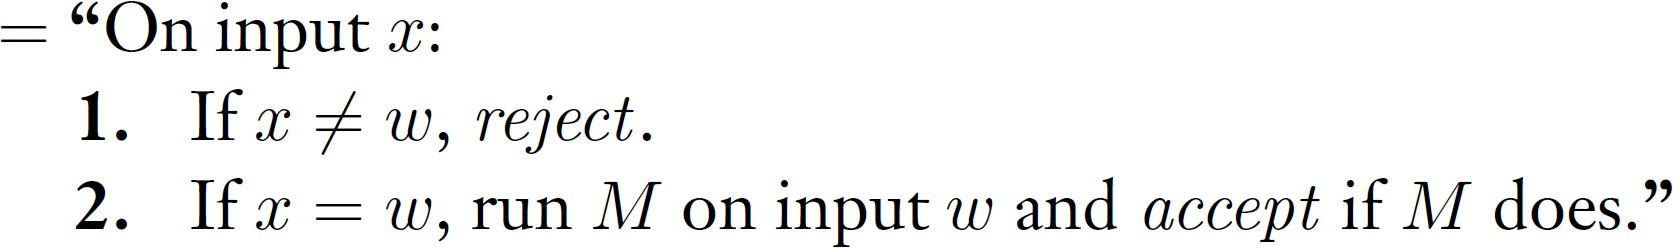 = “On input x:
1. If x ≠ w, reject.
2. If x = w, run M on input w and accept if M does.”